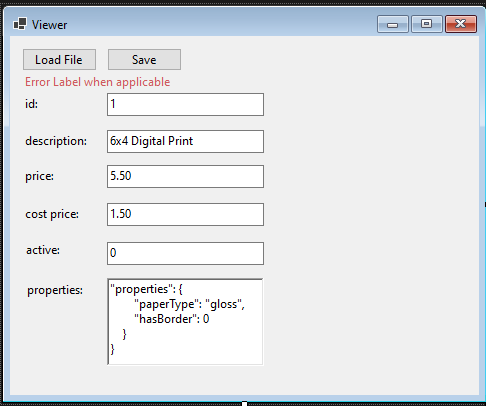 Viewer
Load File Save
Error Label when applicable
id: 1
description: 6x4 Digital Print
price: 5.50
cost price: 1.50
active: 0
properties: "properties": {
"paperType": "gloss",
"hasBorder": 0
}
}